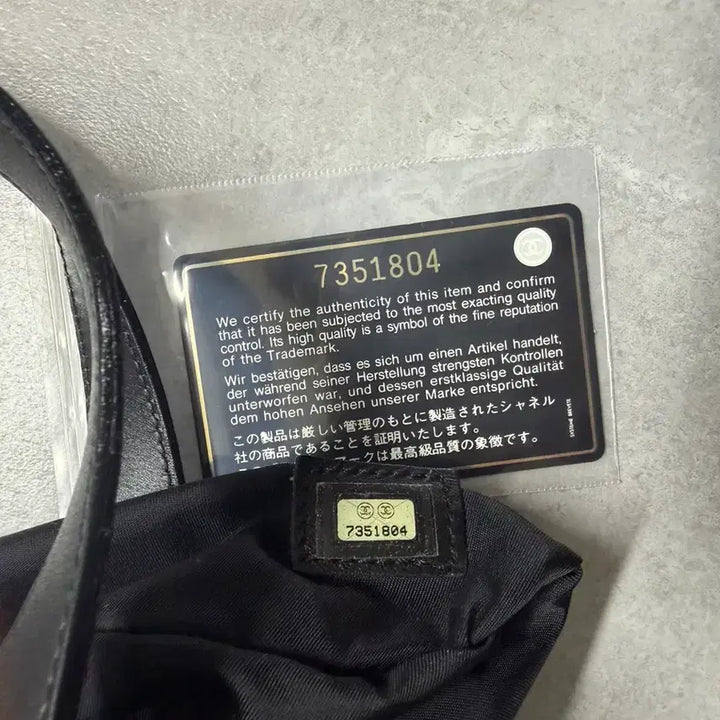 7351804
We certify the authenticity of this item and confirm
that it has been subjected to the most exacting quality
control. Its high quality is a symbol of the fine reputation
of the Trademark.
Wir bestätigen, dass es sich um einen Artikel handelt,
der während seiner Herstellung strengsten Kontrollen
unterworfen war, und dessen erstklassige Qualität
dem hohen Ansehen unserer Marke entspricht.
この製品は厳しい管理のもとに製造されたシャネル
社の商品であることを証明いたします。
ークは最高級品質の象徴です。
7351804